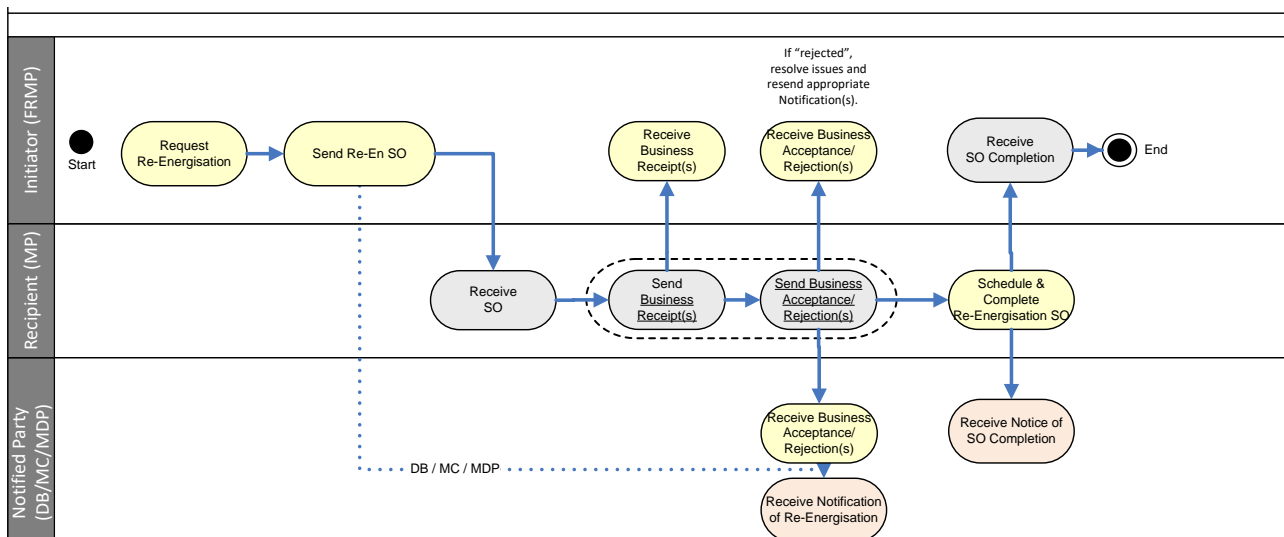 Initiator (FRMP)
Start
Request
Re-Energisation
Send Re-En SO
Receive
Business
Receipt(s)
If “rejected”,
resolve issues and
resend appropriate
Notification(s).
Receive Business
Acceptance/
Rejection(s)
Receive
SO Completion
End
Recipient (MP)
Receive
SO
Send
Business
Receipt(s)
Send Business
Acceptance/
Rejection(s)
Schedule &
Complete
Re-Energisation SO
Notified Party
(DB/MC/MDP)
Receive Business
Acceptance/
Rejection(s)
Receive Notice of
SO Completion
DB / MC / MDP
Receive Notification
of Re-Energisation